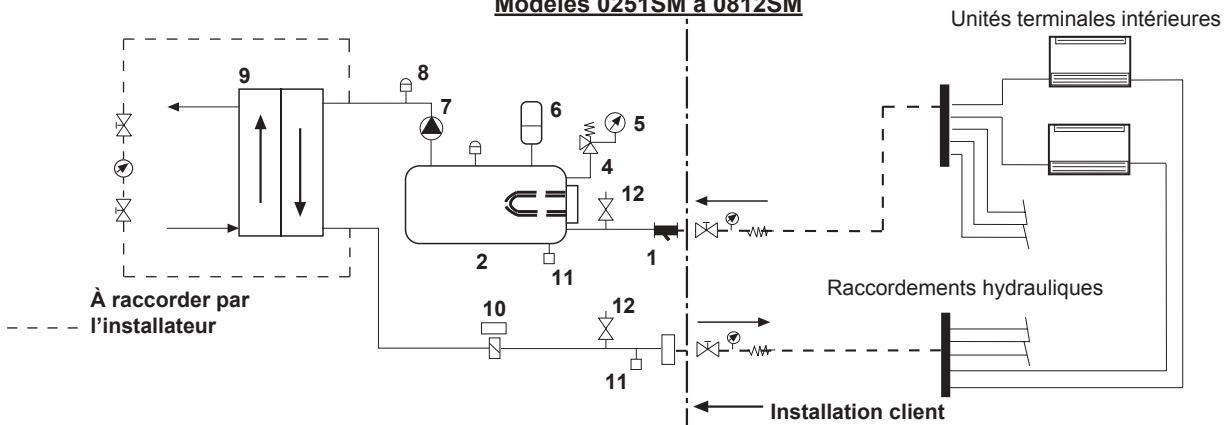 Modèles 0251SM à 0812SM
Unités terminales intérieures
9
8
7
6
5
4
12
2
11
1
À raccorder par
l'installateur
10
12
11
Raccordements hydrauliques
Installation client